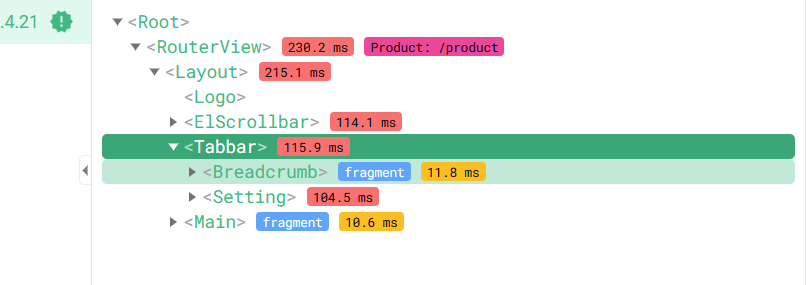 .4.21
<Root>
<RouterView> 230.2 ms Product: /product
<Layout> 215.1 ms
<Logo>
<ElScrollbar> 114.1 ms
<Tabbar> 115.9 ms
<Breadcrumb> fragment 11.8 ms
<Setting> 104.5 ms
<Main> fragment 10.6 ms